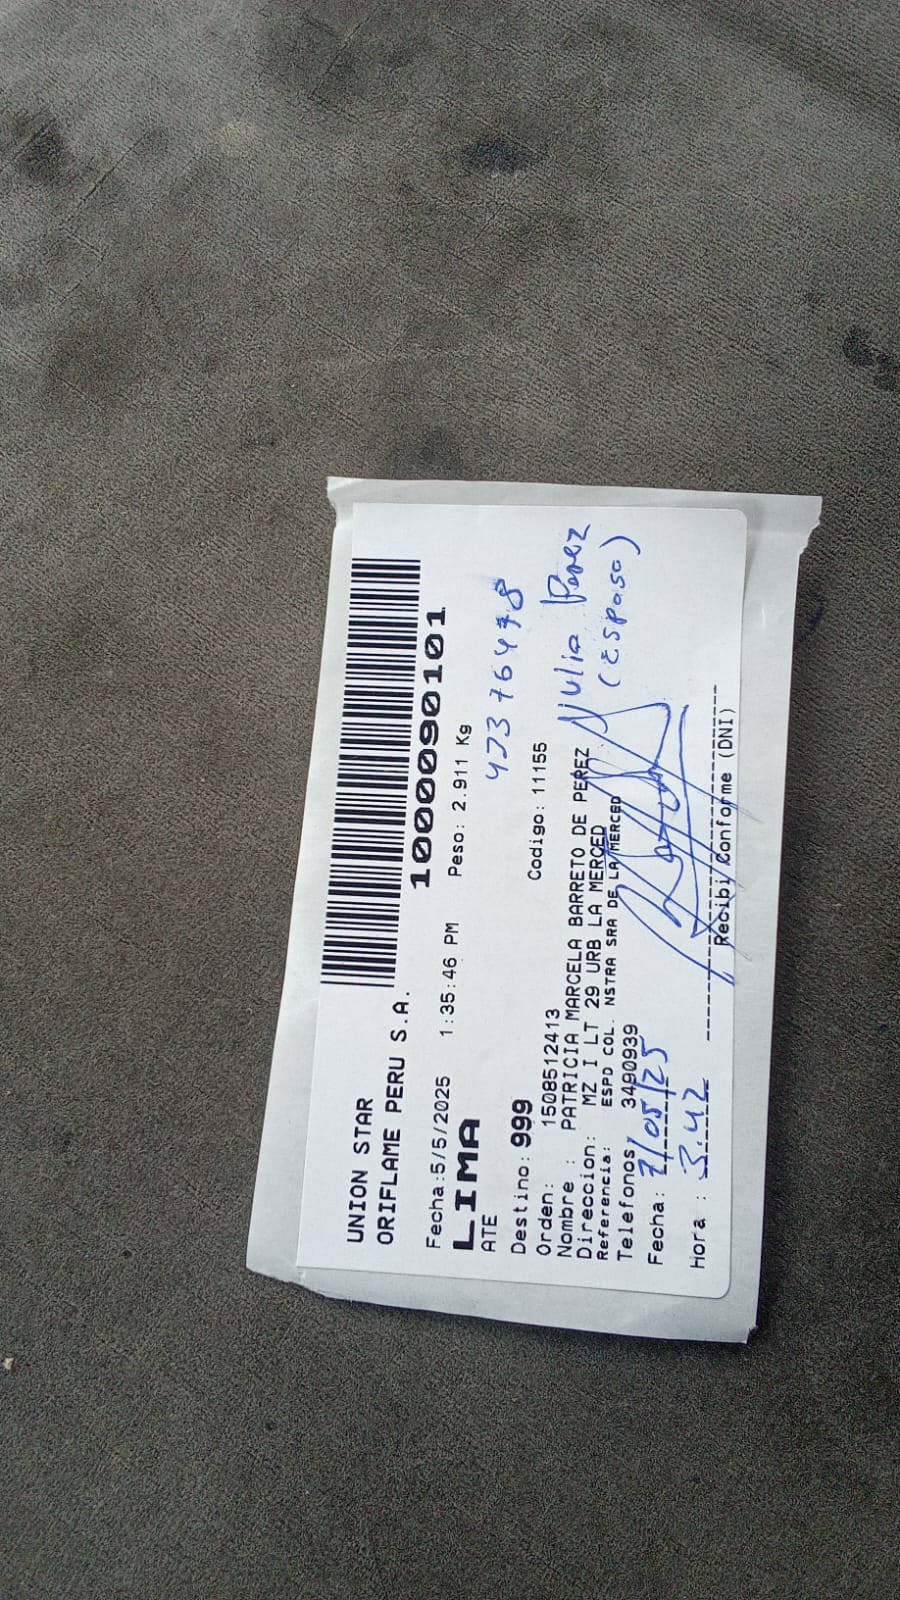 UNION STAR
ORIFLAME PERU S.A.
1000090101
Fecha:5/5/2025 1:35:46 PM Peso: 2.911 Kg
LIMA
ATE
Destino: 999 Codigo: 11155
Orden: 1508512413
Nombre : PATRICIA MARCELA BARRETO DE PEREZ
Direccion: MZ I LT 29 URB LA MERCED
Referencia: ESPD COL. NSTRA SRA DE LA MERCED
Telefonos 3490939
Fecha: 7/05/25
Hora : 3.42
Recibi Conforme (DNI)
Perez
(Esposo)